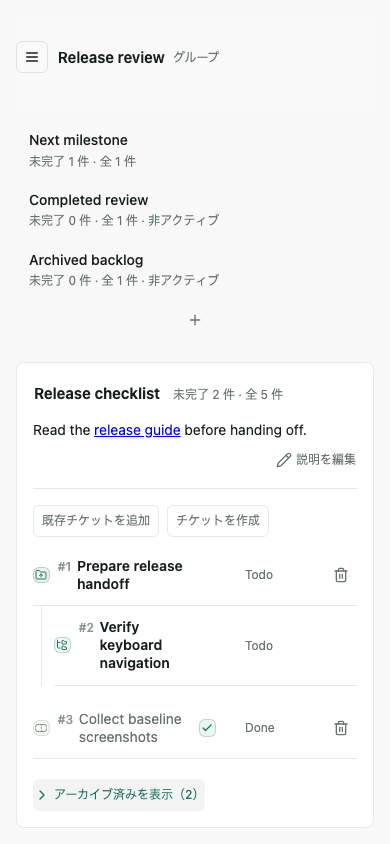 Release review グループ
Next milestone
未完了 1 件 · 全 1 件
Completed review
未完了 0 件 · 全 1 件 · 非アクティブ
Archived backlog
未完了 0 件 · 全 1 件 · 非アクティブ
+
Release checklist 未完了 2 件 · 全 5 件
Read the release guide before handing off.
説明を編集
既存チケットを追加 チケットを作成
#1 Prepare release Todo
handoff
#2 Verify
keyboard Todo
navigation
#3 Collect baseline Done
screenshots
アーカイブ済みを表示（2）